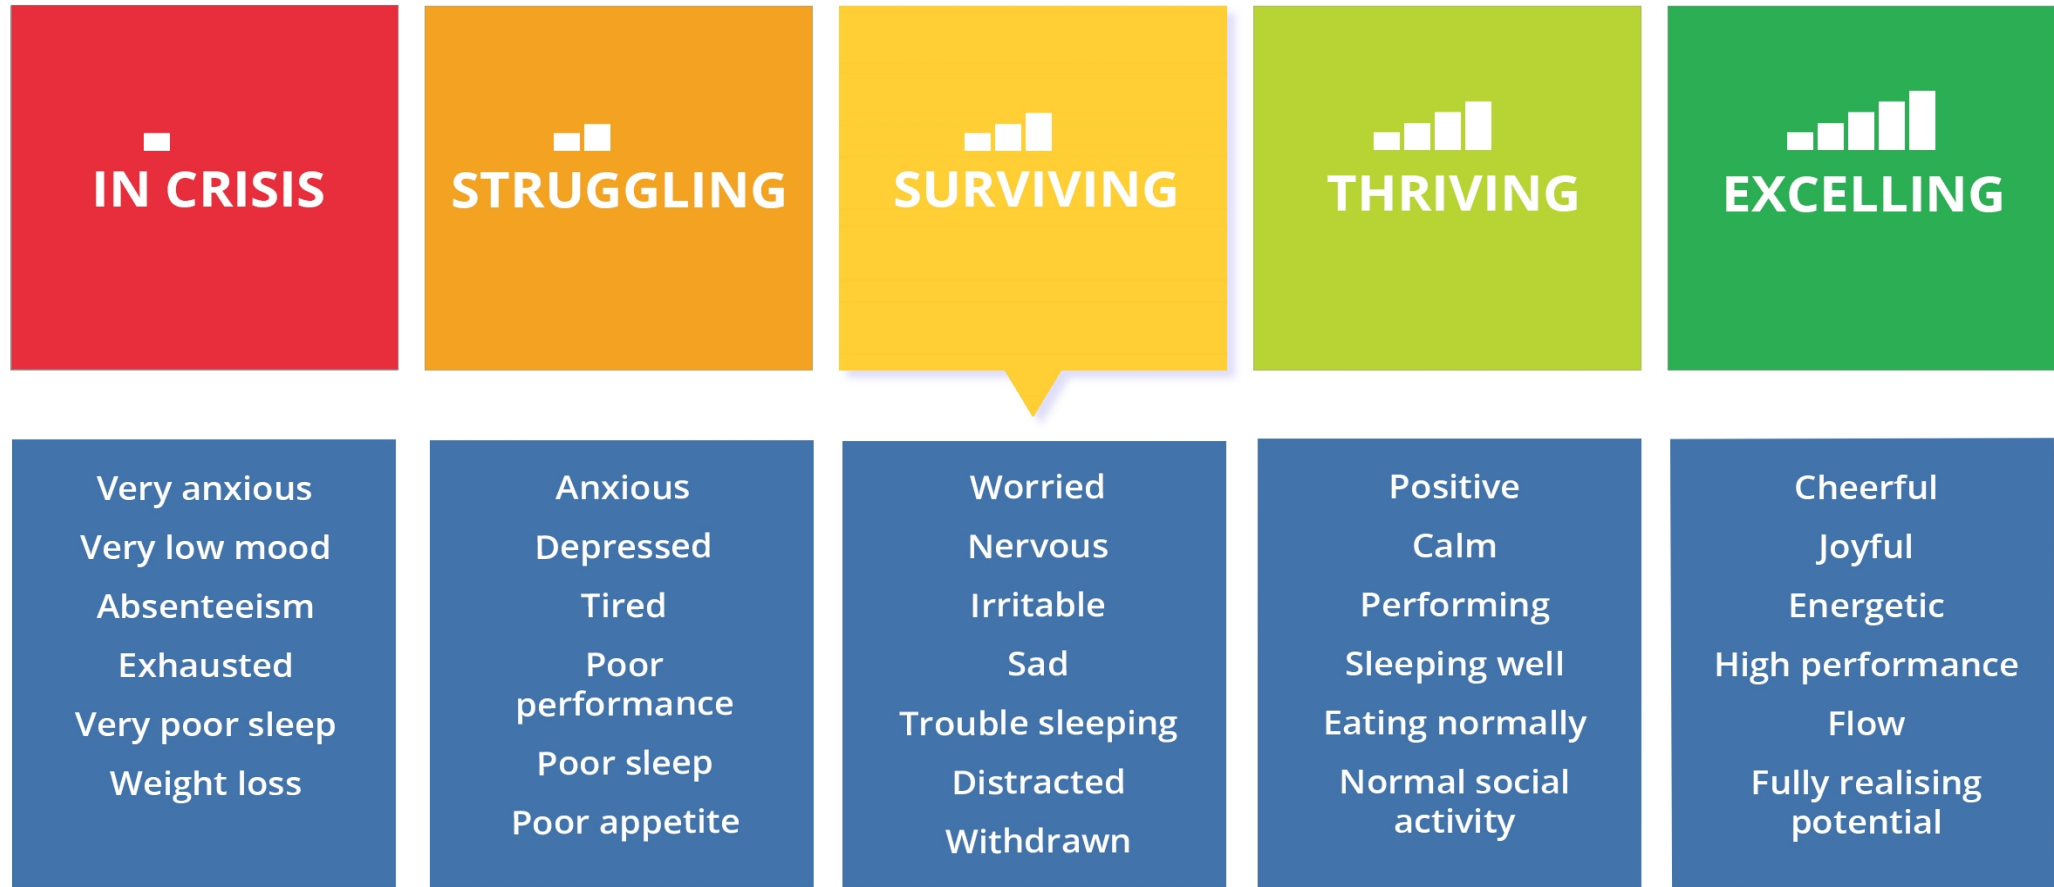 IN CRISIS
STRUGGLING
SURVIVING
THRIVING
EXCELLING
Very anxious
Very low mood
Absenteeism
Exhausted
Very poor sleep
Weight loss
Anxious
Depressed
Tired
Poor
performance
Poor sleep
Poor appetite
Worried
Nervous
Irritable
Sad
Trouble sleeping
Distracted
Withdrawn
Positive
Calm
Performing
Sleeping well
Eating normally
Normal social
activity
Cheerful
Joyful
Energetic
High performance
Flow
Fully realising
potential